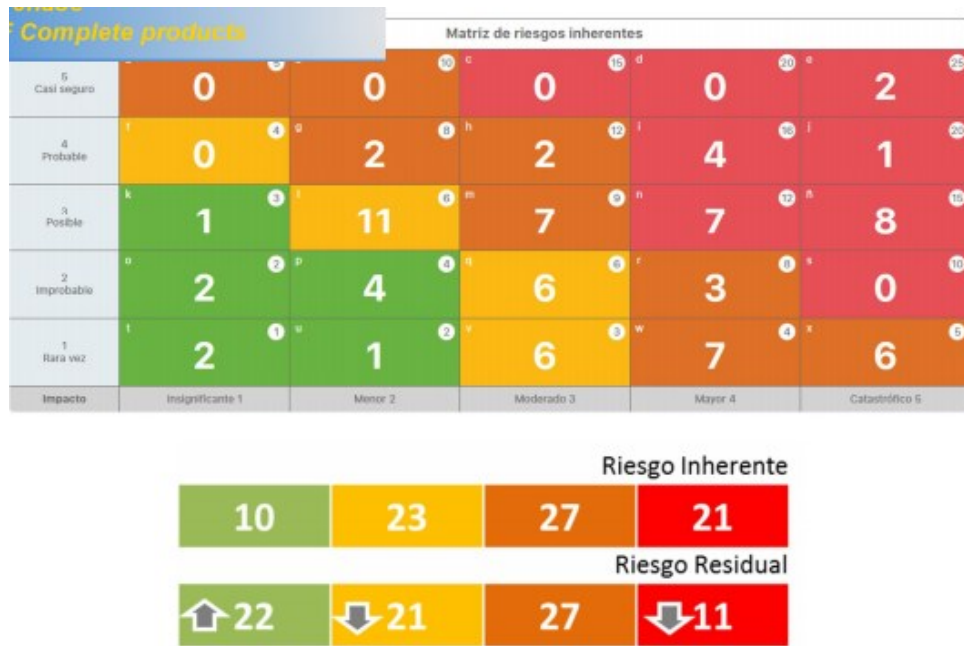 F Complete products
Matriz de riesgos inherentes
5 Casi seguro 0 5 0 10 c 0 15 d 0 20 e 2 25
4 Probable f 0 4 g 2 8 h 2 12 i 4 16 j 1 20
3 Posible k 1 3 l 11 6 m 7 9 n 7 12 ñ 8 15
2 Improbable o 2 2 p 4 4 q 6 6 r 3 8 s 0 10
1 Rara vez t 2 1 u 1 2 v 6 3 w 7 4 x 6 5
Impacto Insignificante 1 Menor 2 Moderado 3 Mayor 4 Catastrófico 5
Riesgo Inherente
10 23 27 21
Riesgo Residual
22 21 27 11